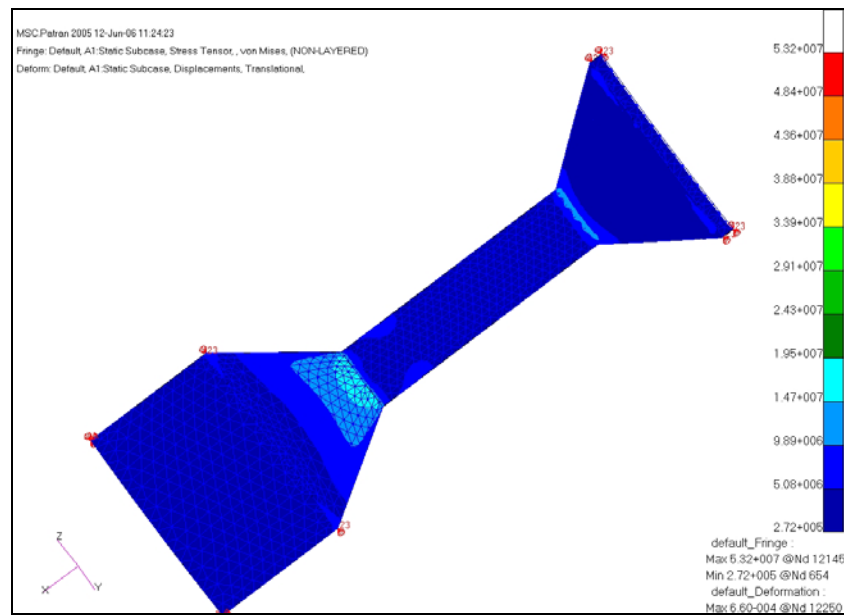 MSC.Patran 2005 12-Jun-06 11:24:23
Fringe: Default, A1:Static Subcase, Stress Tensor, , von Mises, (NON-LAYERED)
Deform: Default, A1:Static Subcase, Displacements, Translational,
5.32+007
4.84+007
4.36+007
3.88+007
3.39+007
2.91+007
2.43+007
1.95+007
1.47+007
9.89+006
5.08+006
2.72+005
23
23
23
23
Z
X
Y
default_Fringe :
Max 5.32+007 @Nd 12145
Min 2.72+005 @Nd 654
default_Deformation :
Max 6.60-004 @Nd 12250